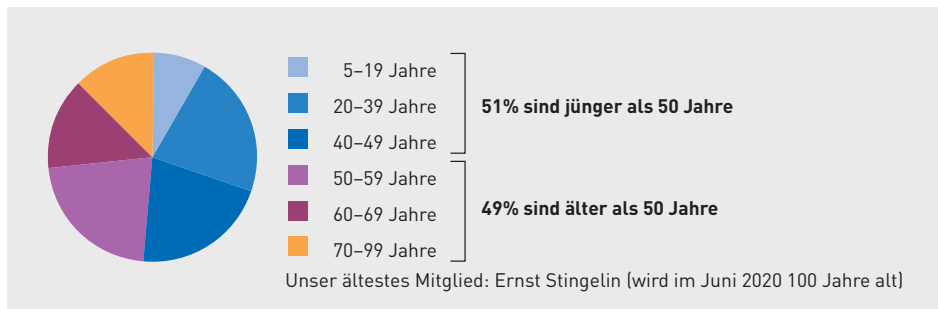 5–19 Jahre
20–39 Jahre
40–49 Jahre
51% sind jünger als 50 Jahre
50–59 Jahre
60–69 Jahre
70–99 Jahre
49% sind älter als 50 Jahre
Unser ältestes Mitglied: Ernst Stingelin (wird im Juni 2020 100 Jahre alt)